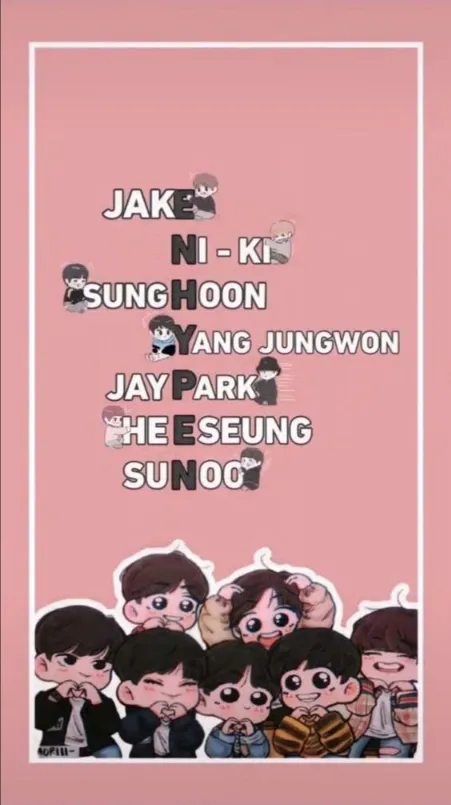 JAKE
NI - KI
SUNGHOON
YANG JUNGWON
JAY PARK
HEESEUNG
SUNOO